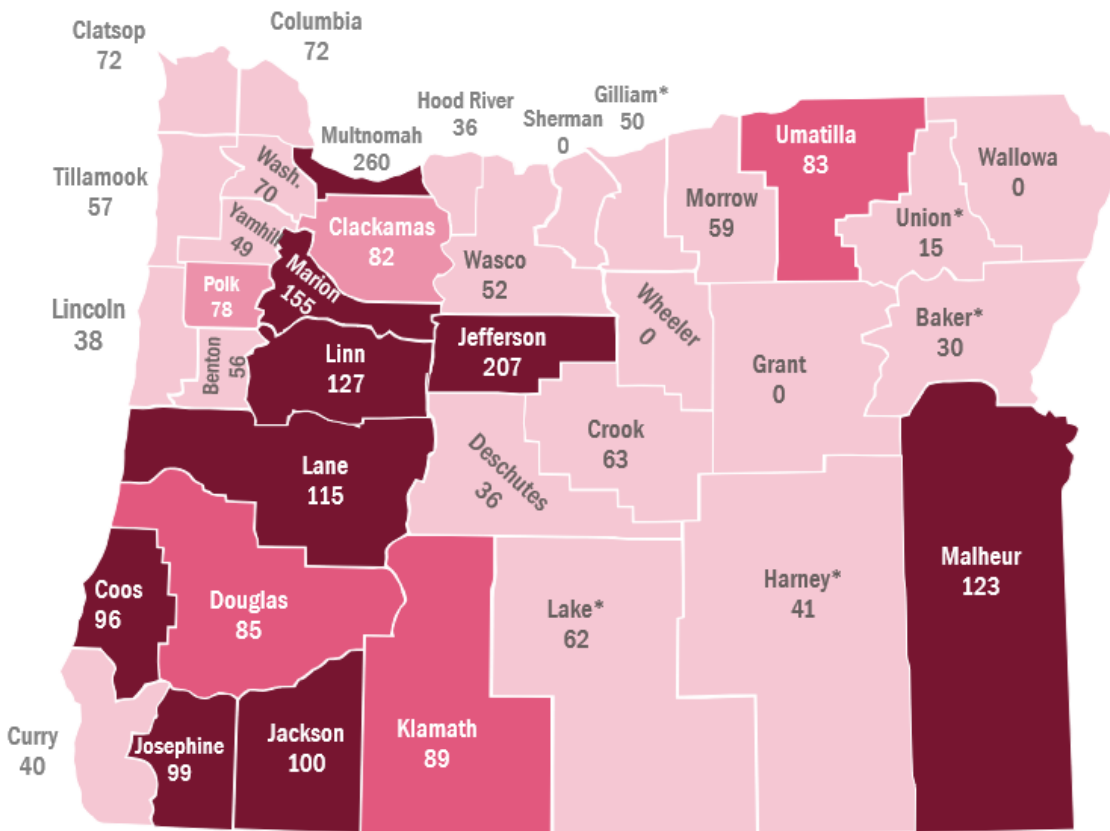 Clatsop
72
Columbia
72
Hood River
36
Gilliam*
50
Sherman
0
Multnomah
260
Umatilla
83
Wallowa
0
Tillamook
57
Wash.
70
Morrow
59
Union*
15
Yamhill
49
Clackamas
82
Wasco
52
Marion
155
Polk
78
Lincoln
38
Wheeler
0
Baker*
30
Benton
56
Linn
127
Jefferson
207
Grant
0
Crook
63
Deschutes
36
Lane
115
Malheur
123
Coos
96
Douglas
85
Lake*
62
Harney*
41
Curry
40
Josephine
99
Jackson
100
Klamath
89